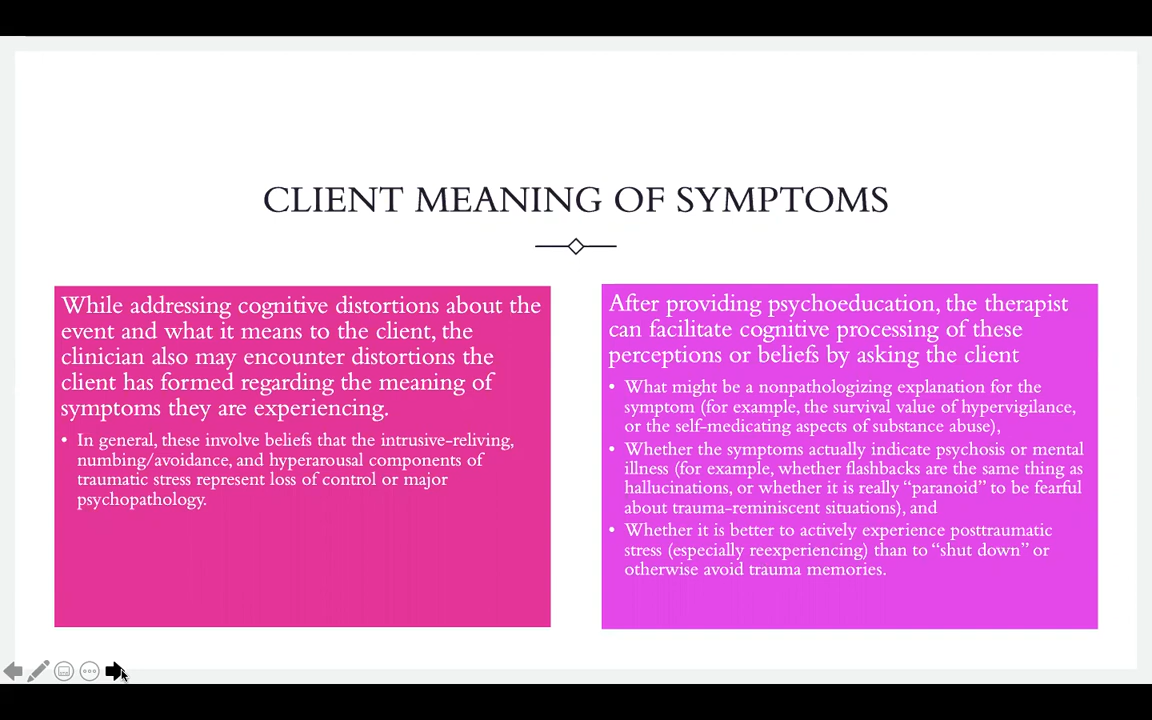 CLIENT MEANING OF SYMPTOMS
While addressing cognitive distortions about the
event and what it means to the client, the
clinician also may encounter distortions the
client has formed regarding the meaning of
symptoms they are experiencing.
• In general, these involve beliefs that the intrusive-reliving,
numbing/avoidance, and hyperarousal components of
traumatic stress represent loss of control or major
psychopathology.
After providing psychoeducation, the therapist
can facilitate cognitive processing of these
perceptions or beliefs by asking the client
• What might be a nonpathologizing explanation for the
symptom (for example, the survival value of hypervigilance,
or the self-medicating aspects of substance abuse),
• Whether the symptoms actually indicate psychosis or mental
illness (for example, whether flashbacks are the same thing as
hallucinations, or whether it is really “paranoid” to be fearful
about trauma-reminiscent situations), and
• Whether it is better to actively experience posttraumatic
stress (especially reexperiencing) than to “shut down” or
otherwise avoid trauma memories.